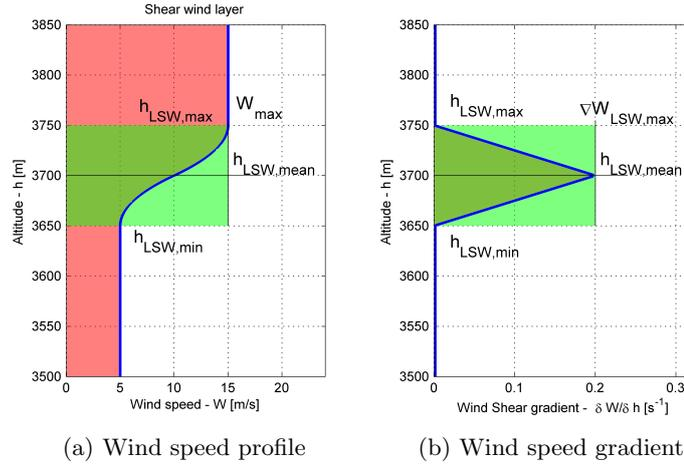 Shear wind layer
3850
3800
3750
3700
3650
3600
3550
3500
Altitude - h [m]
h_LSW,max
W_max
h_LSW,mean
h_LSW,min
0 5 10 15 20
Wind speed - W [m/s]
(a) Wind speed profile
3850
3800
3750
3700
3650
3600
3550
3500
Altitude - h [m]
h_LSW,max
∇W_LSW,max
h_LSW,mean
h_LSW,min
0 0.1 0.2 0.3
Wind Shear gradient - δ W/δ h [s⁻¹]
(b) Wind speed gradient